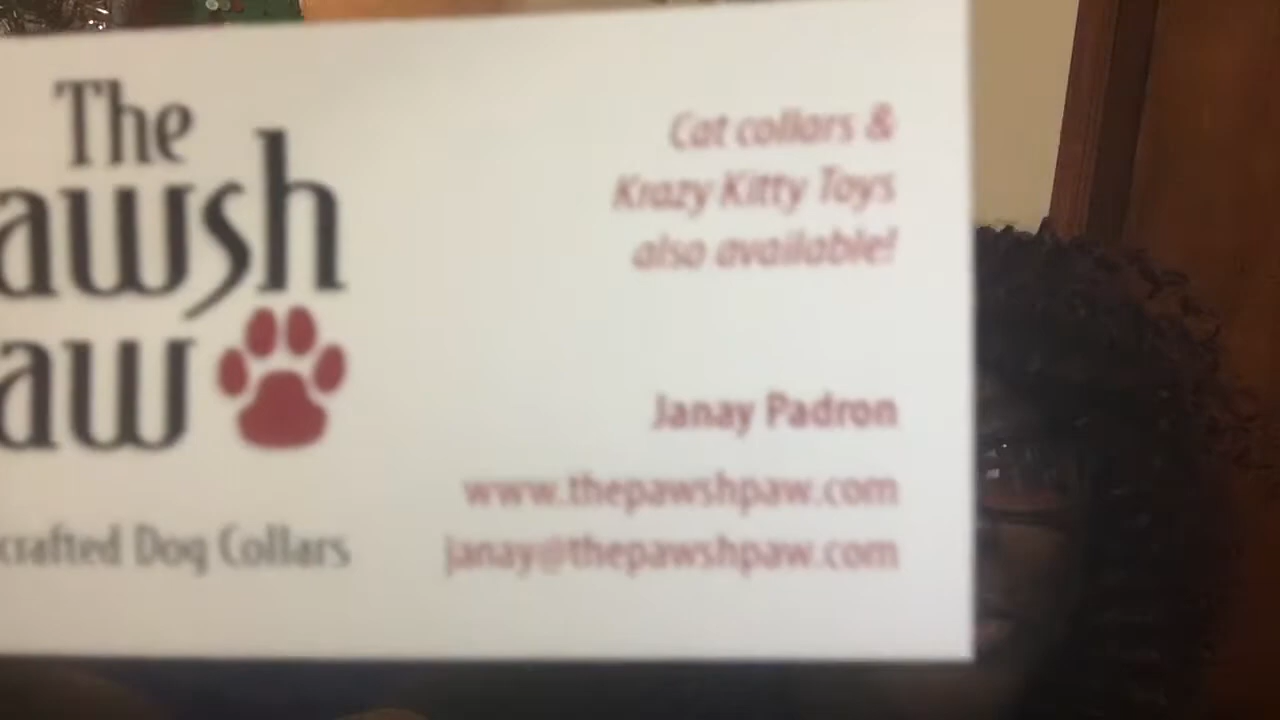 The
awsh
aw
crafted Dog Collars
Cat collars &
Krazy Kitty Toys
also available!
Janay Padron
www.thepawshpaw.com
janay@thepawshpaw.com